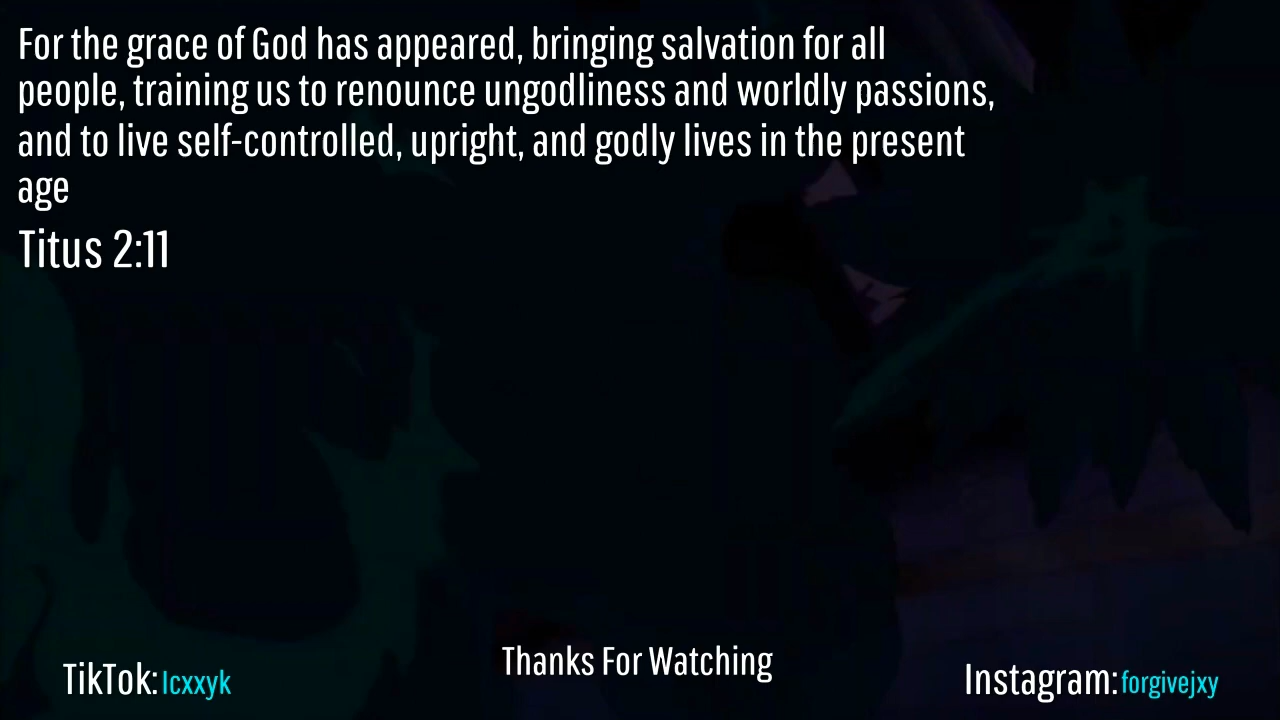 For the grace of God has appeared, bringing salvation for all
people, training us to renounce ungodliness and worldly passions,
and to live self-controlled, upright, and godly lives in the present
age
Titus 2:11
Thanks For Watching
TikTok: Icxxyk
Instagram: forgivejxy